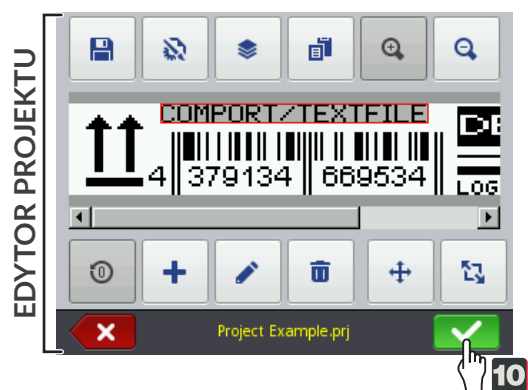 EDYTOR PROJEKTU
COMPORT/TEXTFILE
4 379134 669534
LOG
Project Example.prj
10